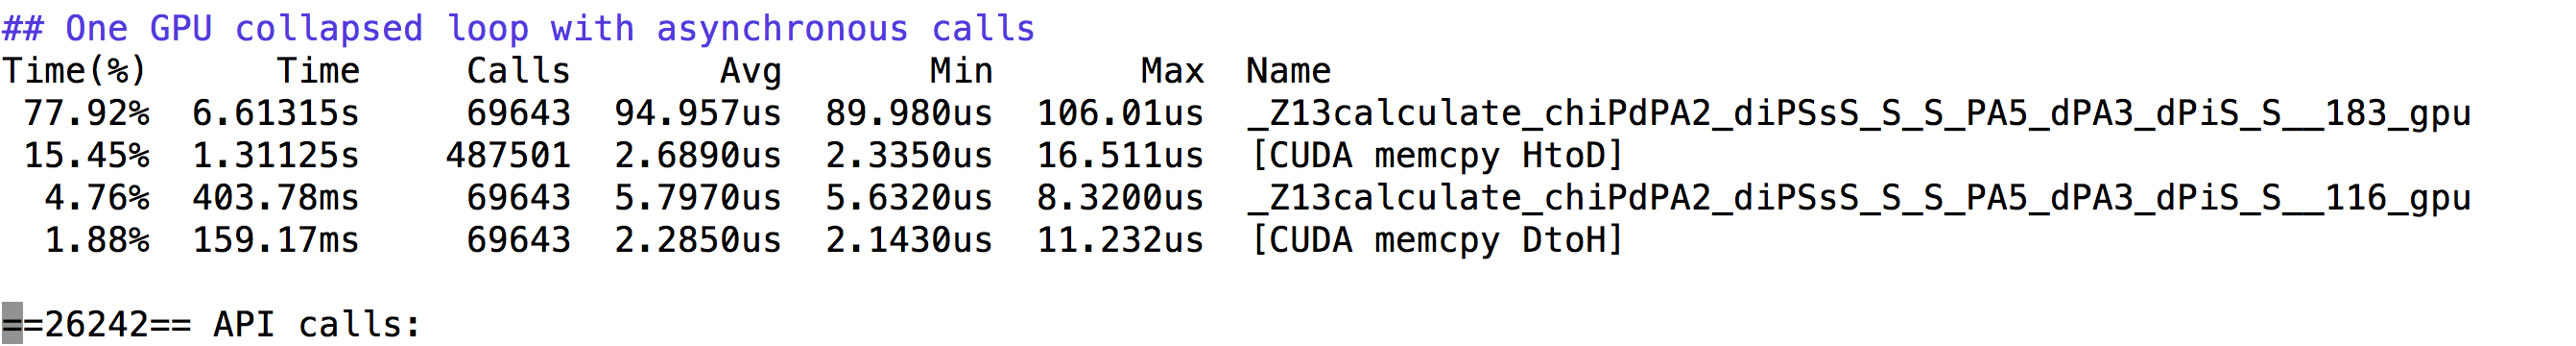 ## One GPU collapsed loop with asynchronous calls
Time(%) Time Calls Avg Min Max Name
77.92% 6.61315s 69643 94.957us 89.980us 106.01us _Z13calculate_chiPdPA2_diPSsS_S_S_PA5_dPA3_dPiS_S__183_gpu
15.45% 1.31125s 487501 2.6890us 2.3350us 16.511us [CUDA memcpy HtoD]
4.76% 403.78ms 69643 5.7970us 5.6320us 8.3200us _Z13calculate_chiPdPA2_diPSsS_S_S_PA5_dPA3_dPiS_S__116_gpu
1.88% 159.17ms 69643 2.2850us 2.1430us 11.232us [CUDA memcpy DtoH]
==26242== API calls: